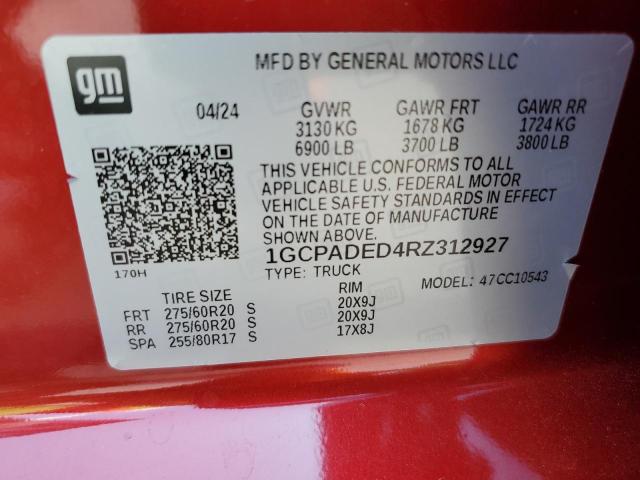 gm
MFD BY GENERAL MOTORS LLC
04/24 GVWR GAWR FRT GAWR RR
3130 KG 1678 KG 1724 KG
6900 LB 3700 LB 3800 LB
THIS VEHICLE CONFORMS TO ALL
APPLICABLE U.S. FEDERAL MOTOR
VEHICLE SAFETY STANDARDS IN EFFECT
ON THE DATE OF MANUFACTURE
SHOWN ABOVE.
1GCPADED4RZ312927
170H
TYPE: TRUCK
MODEL: 47CC10543
TIRE SIZE RIM
FRT 275/60R20 S 20X9J
RR 275/60R20 S 20X9J
SPA 255/80R17 S 17X8J